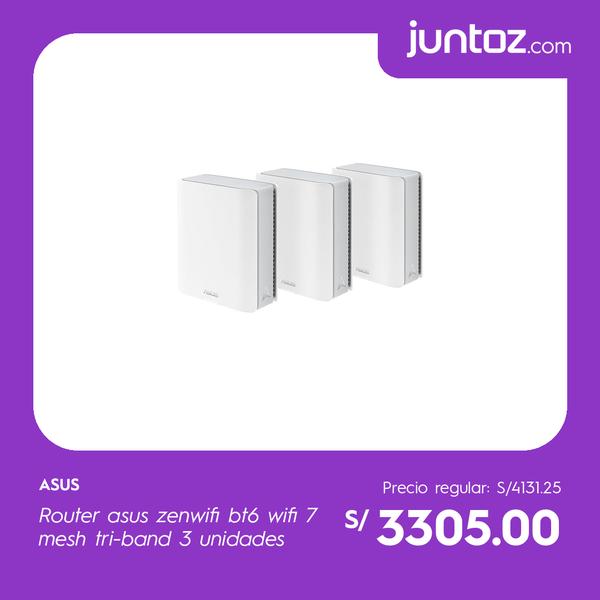 juntoz.com
ASUS
Router asus zenwifi bt6 wifi 7
mesh tri-band 3 unidades
Precio regular: S/4131.25
S/ 3305.00